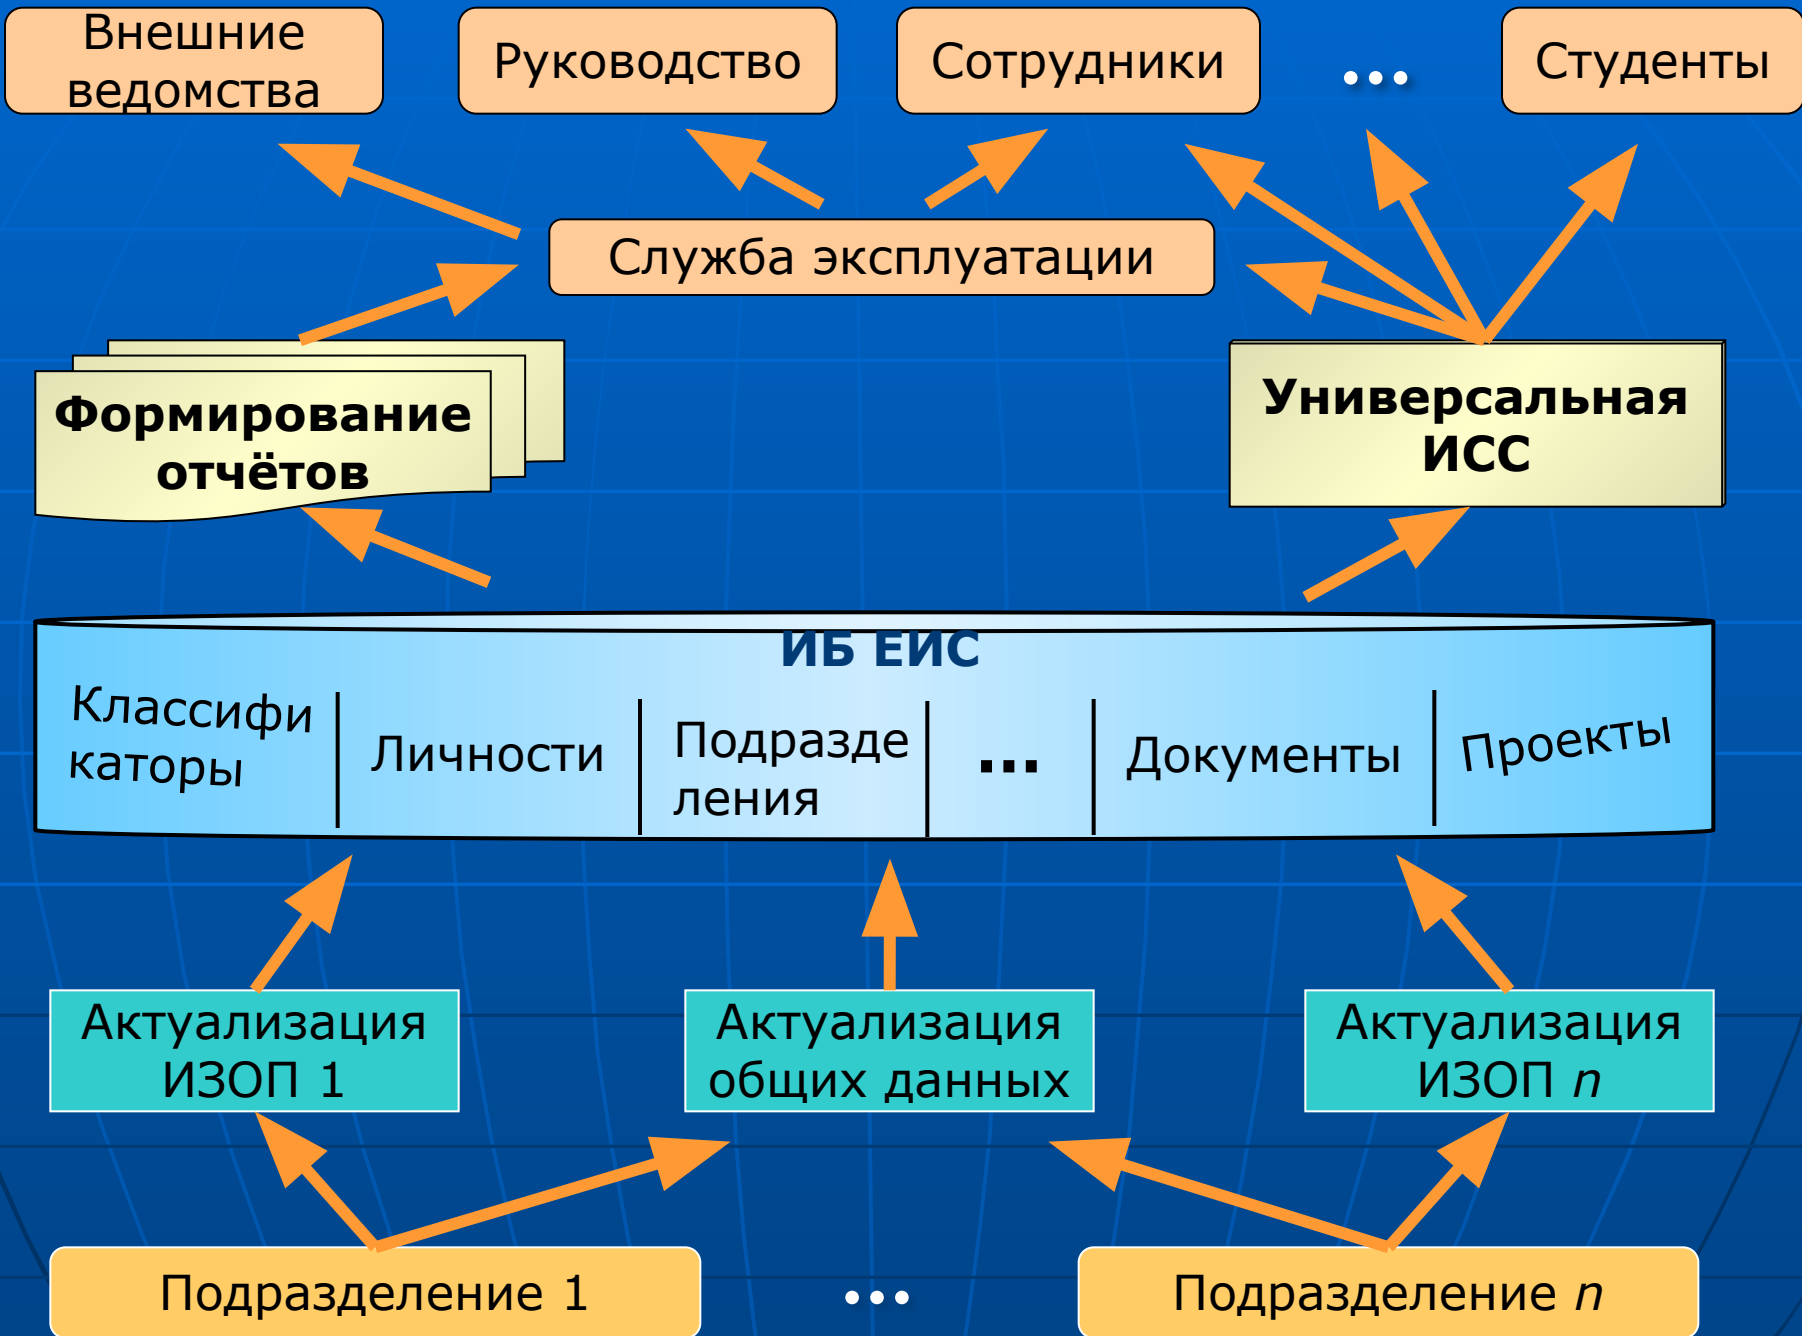 Внешние
ведомства
Руководство
Сотрудники
...
Студенты
Служба эксплуатации
Формирование
отчётов
Универсальная
ИСС
ИБ ЕИС
Классифи
каторы
Личности
Подразде
ления
...
Документы
Проекты
Актуализация
ИЗОП 1
Актуализация
общих данных
Актуализация
ИЗОП n
Подразделение 1
...
Подразделение n